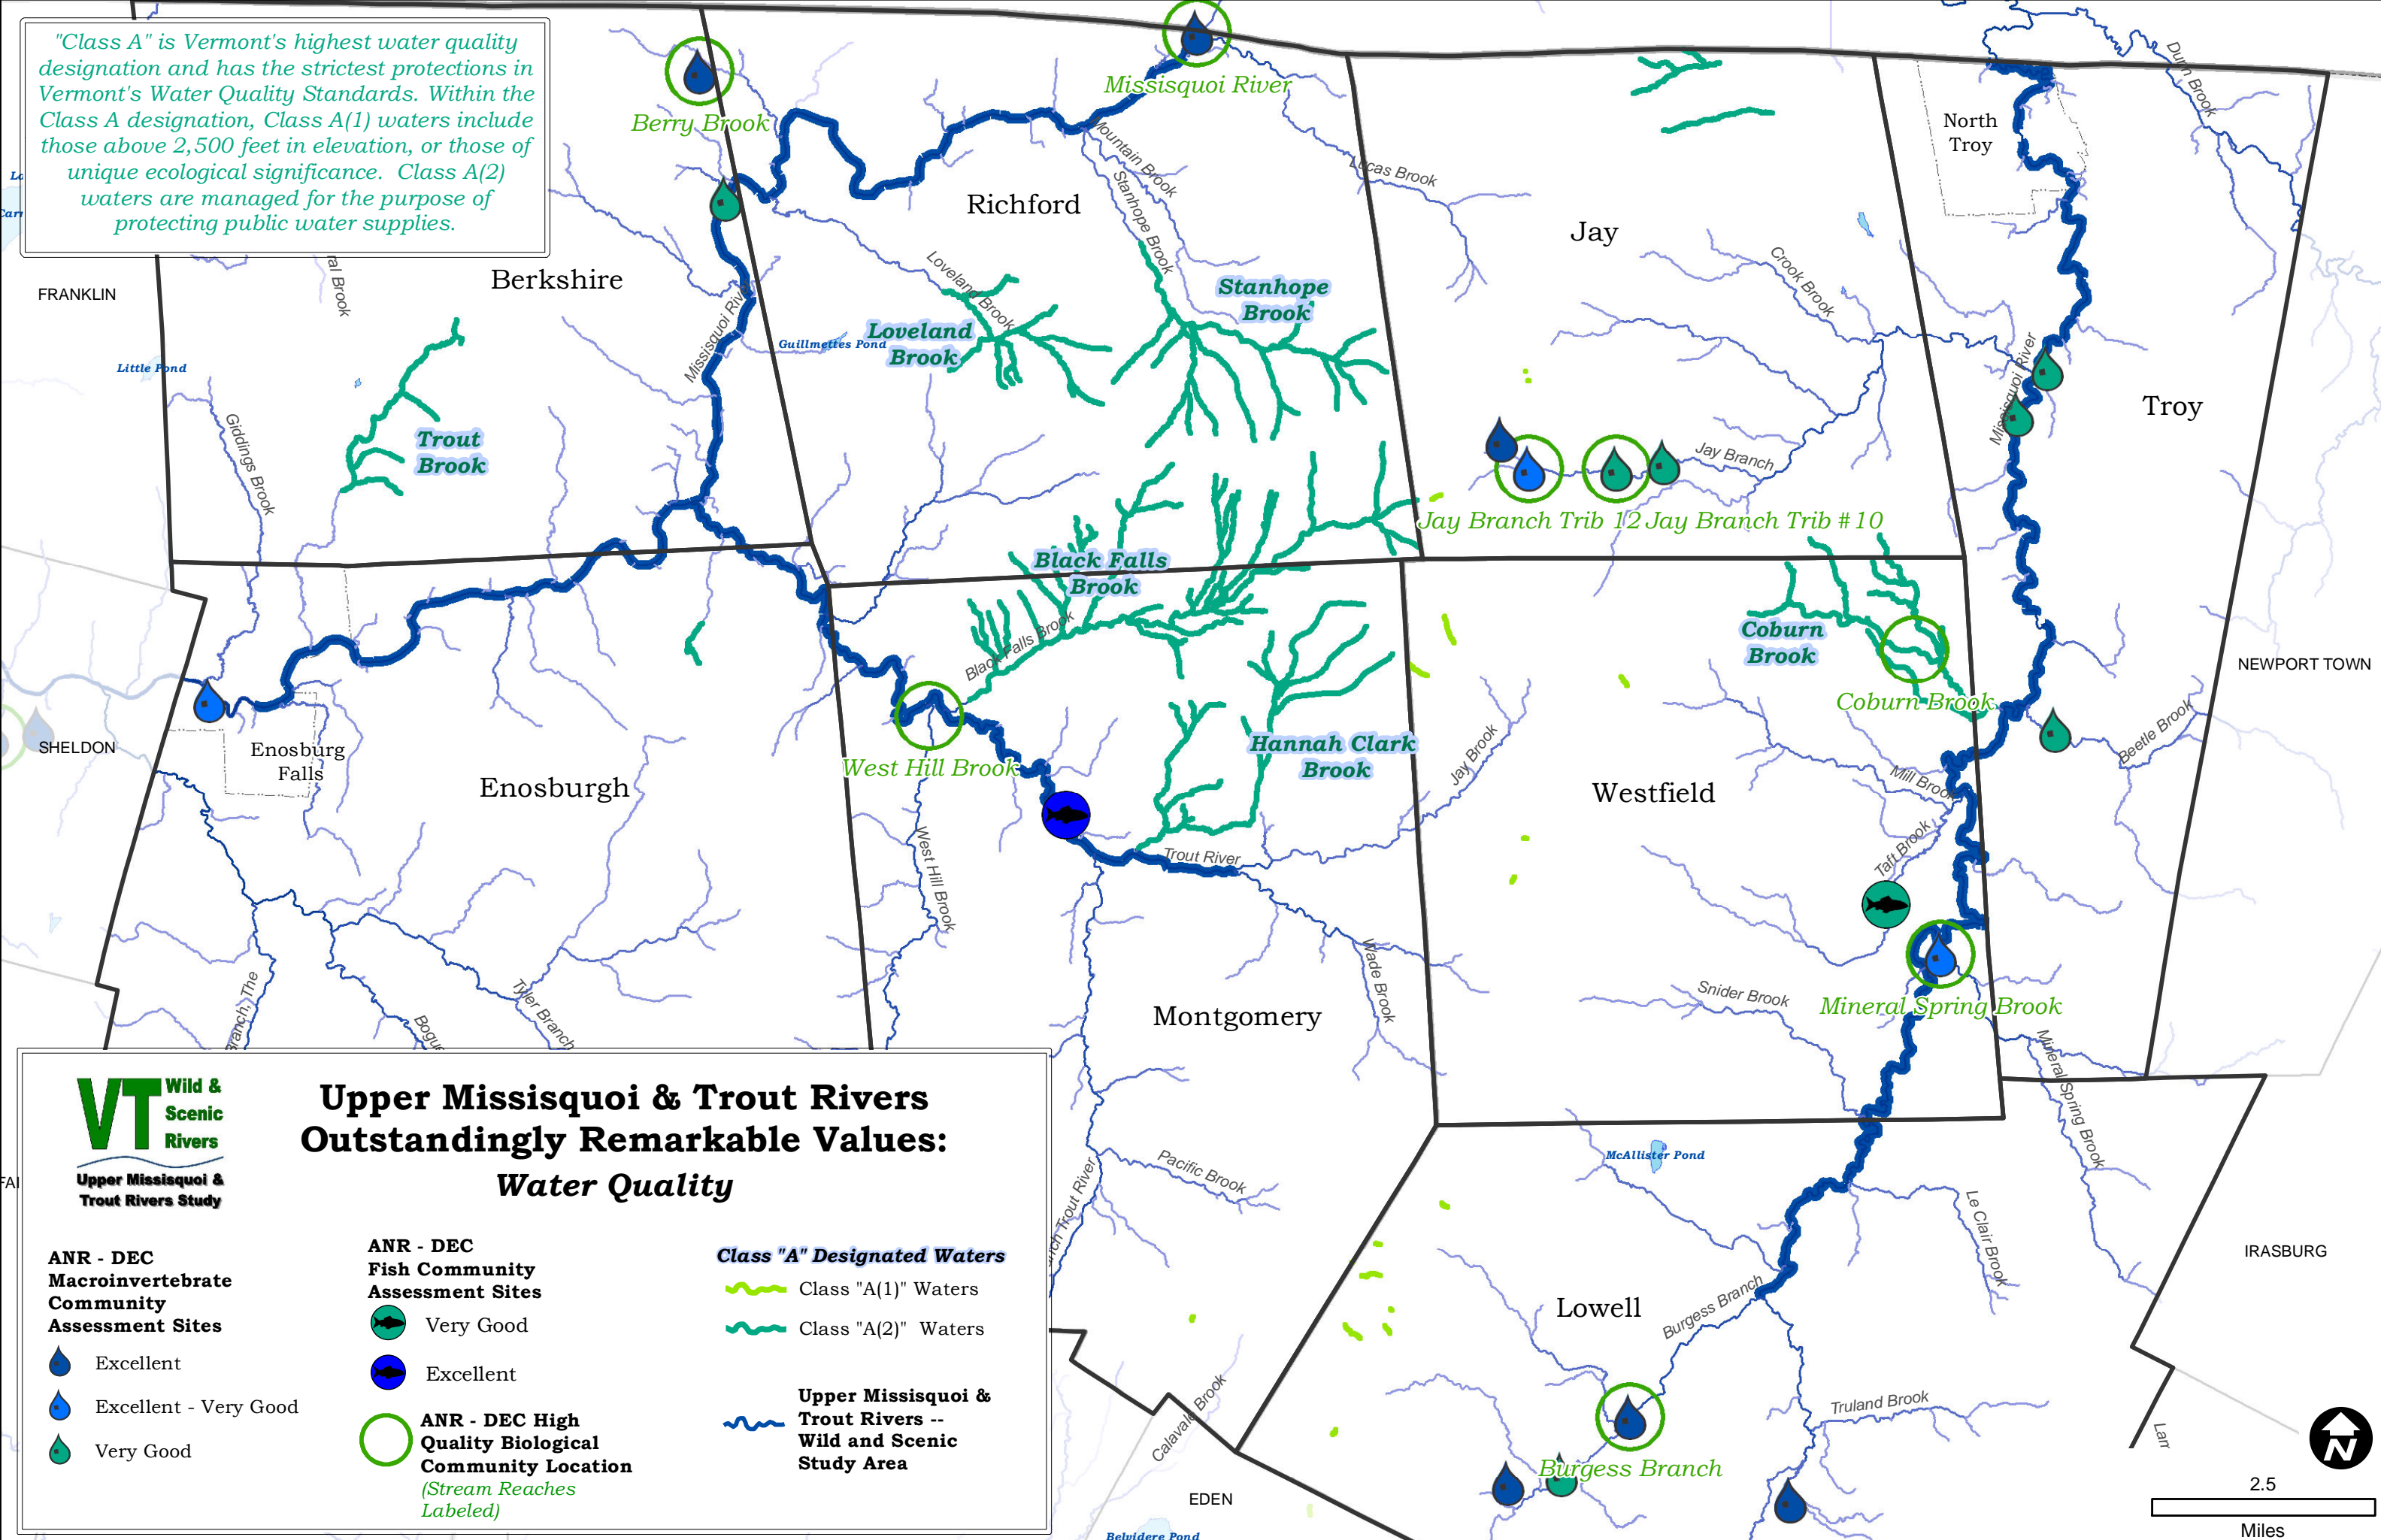 "Class A" is Vermont's highest water quality
designation and has the strictest protections in
Vermont's Water Quality Standards. Within the
Class A designation, Class A(1) waters include
those above 2,500 feet in elevation, or those of
unique ecological significance. Class A(2)
waters are managed for the purpose of
protecting public water supplies.
Berry Brook
Missisquoi River
Mountain Brook
Stanhope Brook
Lucas Brook
Dunn Brook
North
Troy
Richford
Jay
Berkshire
FRANKLIN
Loveland Brook
Stanhope
Brook
Loveland
Brook
Guillmettes Pond
Crook Brook
Missisquoi River
Missisquoi River
Little Pond
Giddings Brook
Trout
Brook
Troy
Jay Branch
Jay Branch Trib 12
Jay Branch Trib #10
Black Falls
Brook
Black Falls Brook
Coburn
Brook
Coburn Brook
NEWPORT TOWN
Beetle Brook
SHELDON
Enosburg
Falls
Enosburgh
West Hill Brook
Hannah Clark
Brook
Jay Brook
Westfield
Mill Brook
Taft Brook
Trout River
West Hill Brook
Wade Brook
Montgomery
Snider Brook
Mineral Spring Brook
Mineral Spring Brook
Branch, The
Tyler Branch
Bogue
McAllister Pond
Pacific Brook
Trout River
Le Clair Brook
IRASBURG
Lowell
Burgess Branch
Truland Brook
Calavale Brook
Burgess Branch
EDEN
Belvidere Pond
VT
Wild &
Scenic
Rivers
Upper Missisquoi &
Trout Rivers Study
Upper Missisquoi & Trout Rivers
Outstandingly Remarkable Values:
Water Quality
ANR - DEC
Macroinvertebrate
Community
Assessment Sites
Excellent
Excellent - Very Good
Very Good
ANR - DEC
Fish Community
Assessment Sites
Very Good
Excellent
ANR - DEC High
Quality Biological
Community Location
(Stream Reaches
Labeled)
Class "A" Designated Waters
Class "A(1)" Waters
Class "A(2)" Waters
Upper Missisquoi &
Trout Rivers --
Wild and Scenic
Study Area
N
2.5
Miles